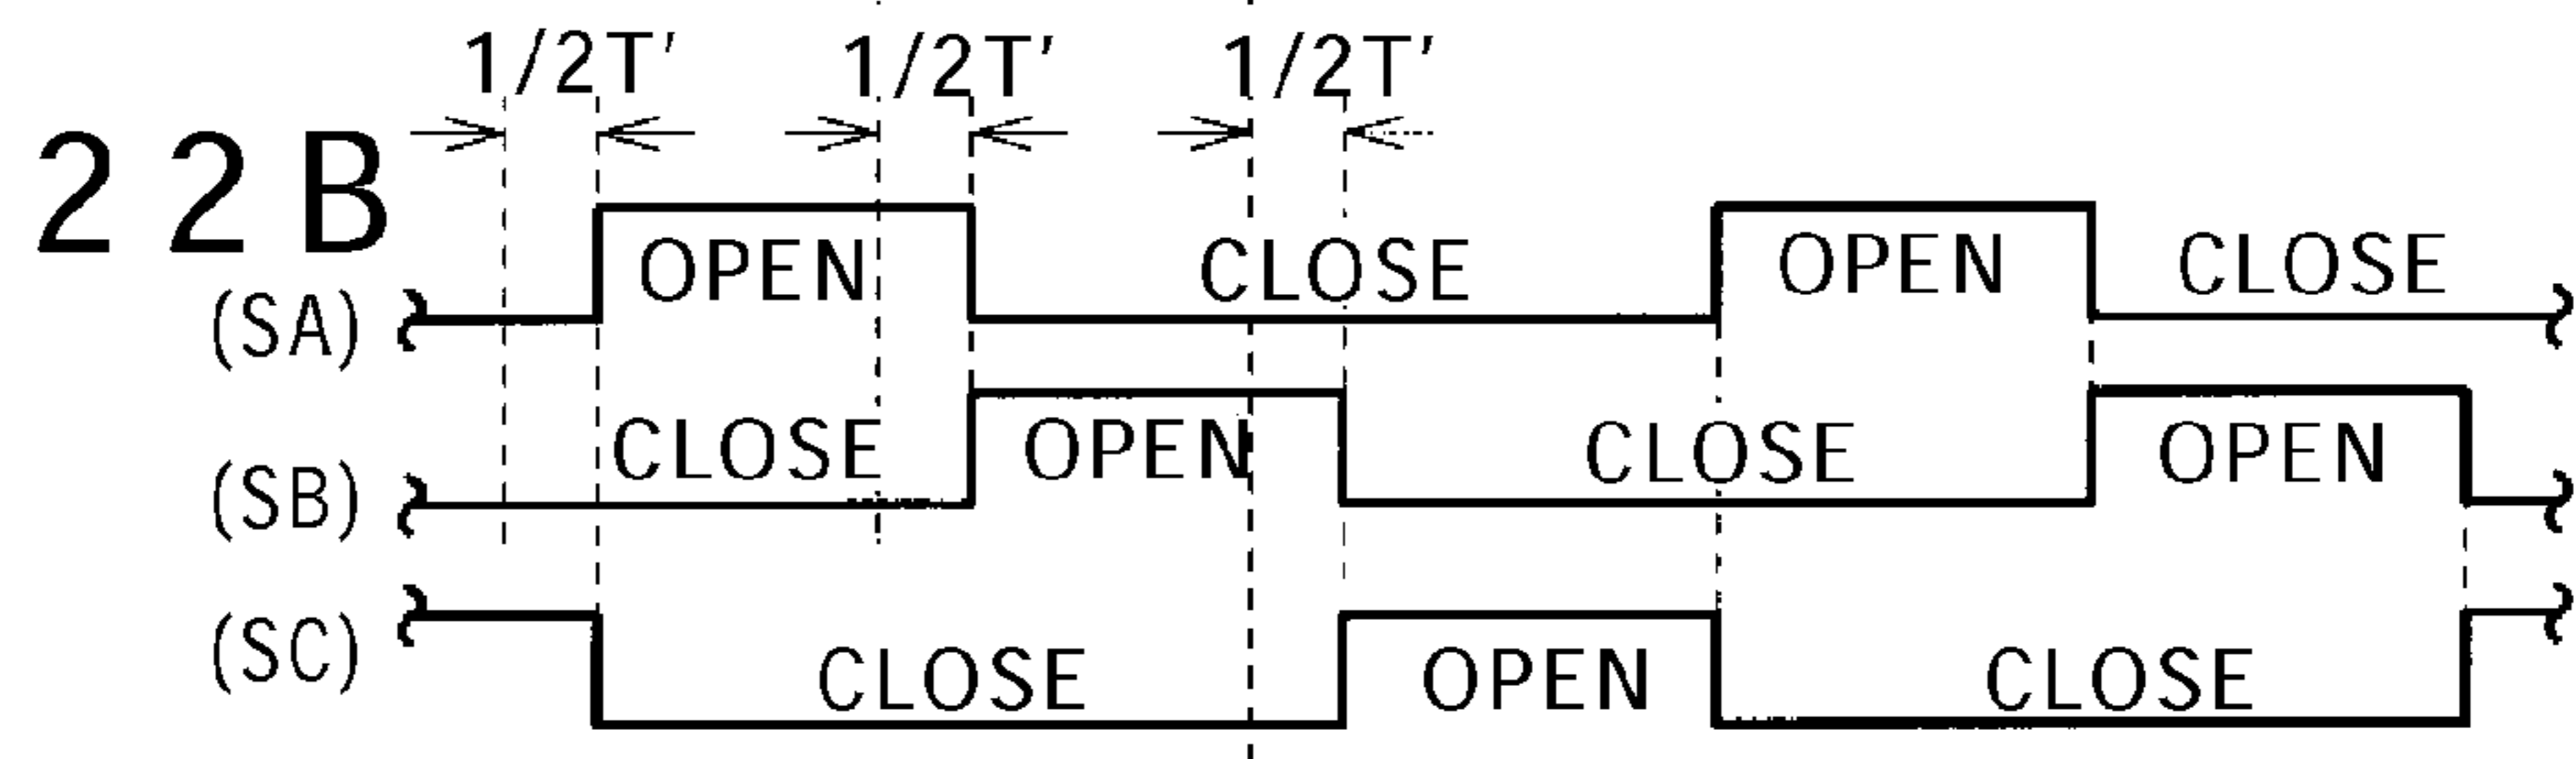 1/2T' 1/2T' 1/2T'
22B
OPEN CLOSE OPEN CLOSE
(SA)
CLOSE OPEN CLOSE OPEN
(SB)
(SC)
CLOSE OPEN CLOSE